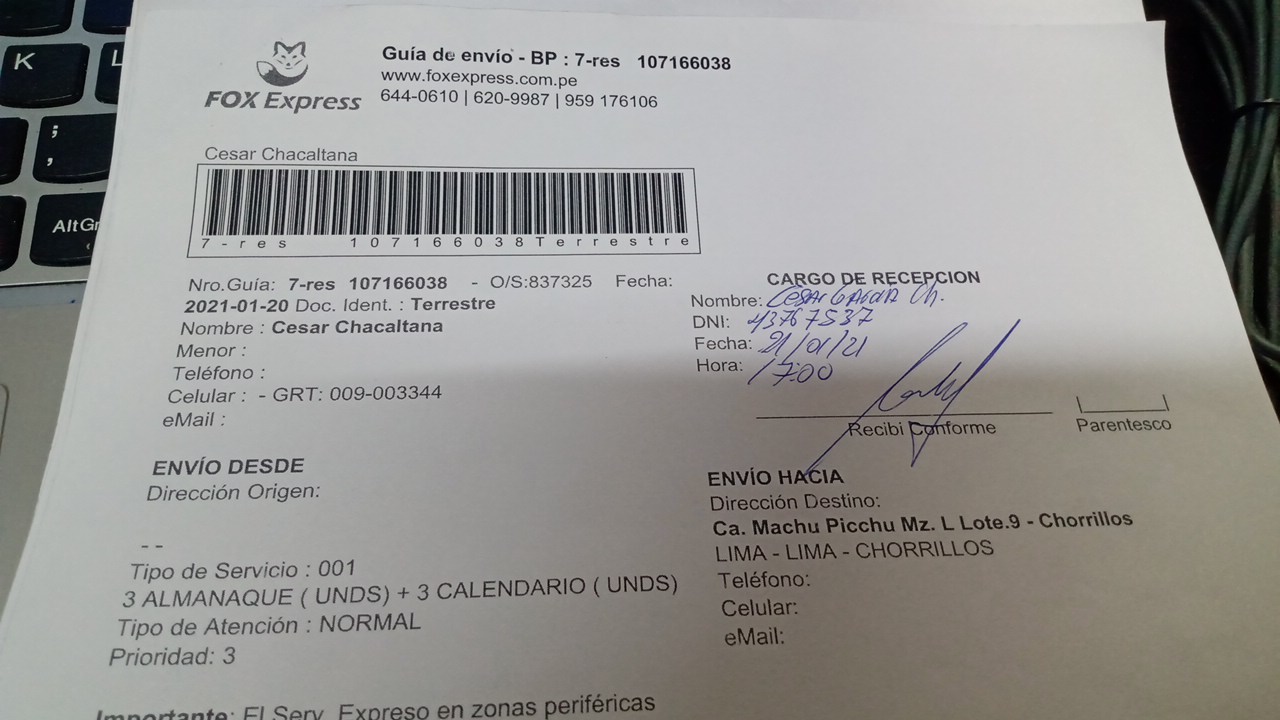 K
L
;
,
AltGr
FOX Express
Guía de envío - BP : 7-res 107166038
www.foxexpress.com.pe
644-0610 | 620-9987 | 959 176106
Cesar Chacaltana
7-res 107166038Terrestre
Nro.Guía: 7-res 107166038 - O/S:837325 Fecha:
2021-01-20 Doc. Ident. : Terrestre
Nombre : Cesar Chacaltana
Menor :
Teléfono :
Celular : - GRT: 009-003344
eMail :
CARGO DE RECEPCION
Nombre: Cesar Ch.
DNI: 43767537
Fecha: 21/01/21
Hora: 17:00
Recibi Conforme
Parentesco
ENVÍO DESDE
Dirección Origen:
- -
Tipo de Servicio : 001
3 ALMANAQUE ( UNDS) + 3 CALENDARIO ( UNDS)
Tipo de Atención : NORMAL
Prioridad: 3
ENVÍO HACIA
Dirección Destino:
Ca. Machu Picchu Mz. L Lote.9 - Chorrillos
LIMA - LIMA - CHORRILLOS
Teléfono:
Celular:
eMail:
Importante: El Serv. Expreso en zonas periféricas